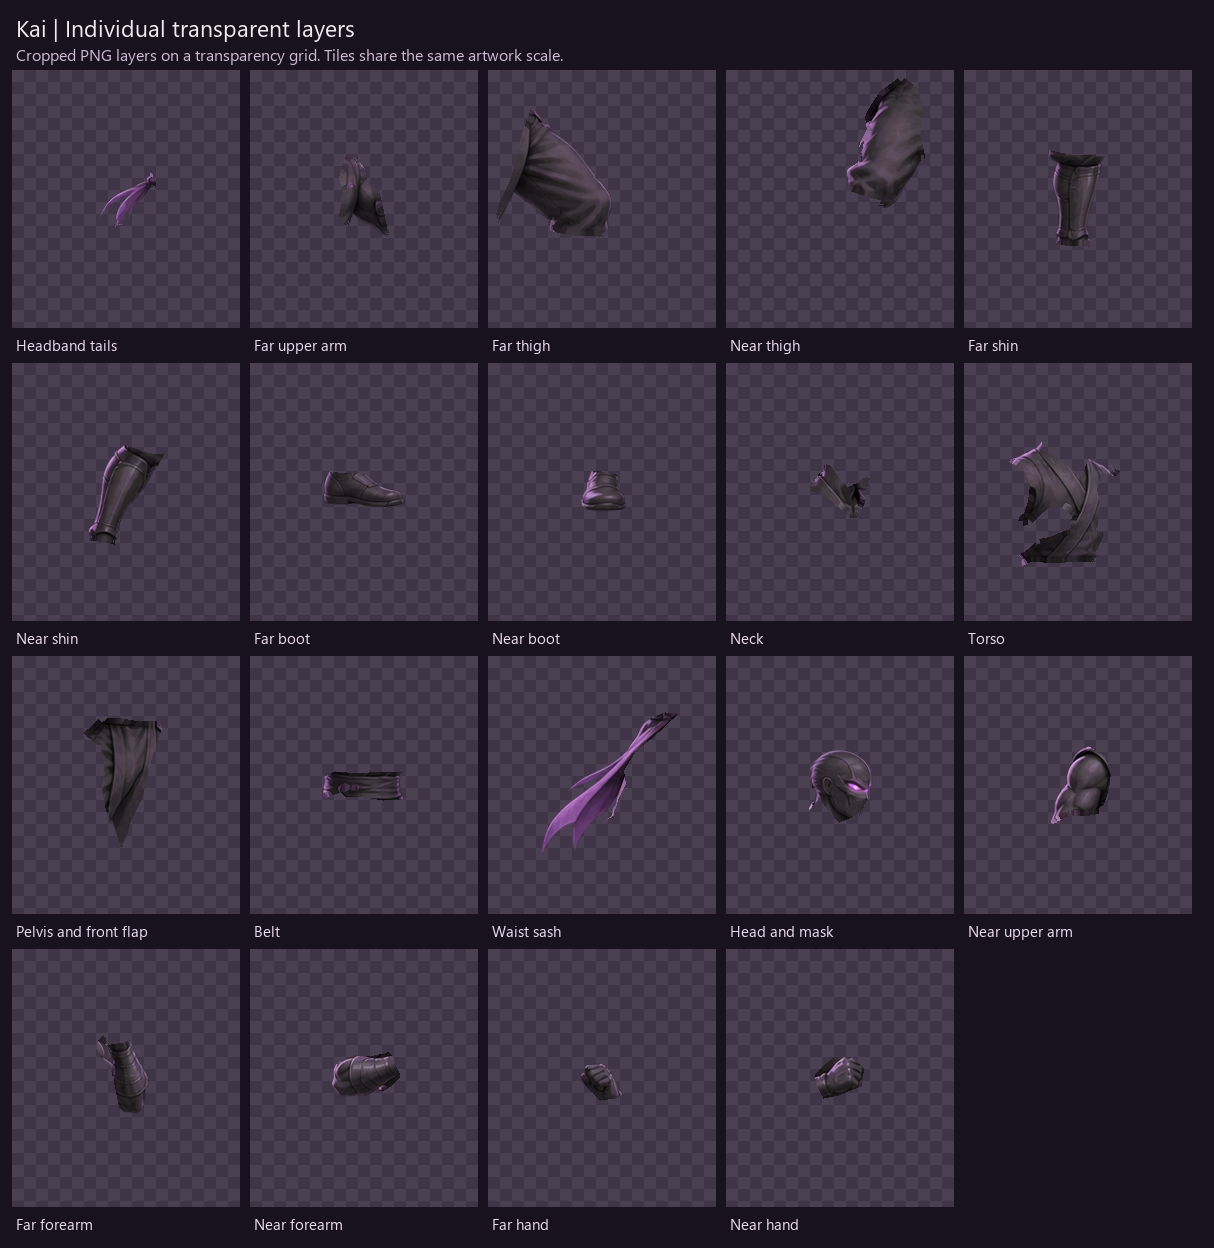 Kai | Individual transparent layers
Cropped PNG layers on a transparency grid. Tiles share the same artwork scale.
Headband tails
Far upper arm
Far thigh
Near thigh
Far shin
Near shin
Far boot
Near boot
Neck
Torso
Pelvis and front flap
Belt
Waist sash
Head and mask
Near upper arm
Far forearm
Near forearm
Far hand
Near hand